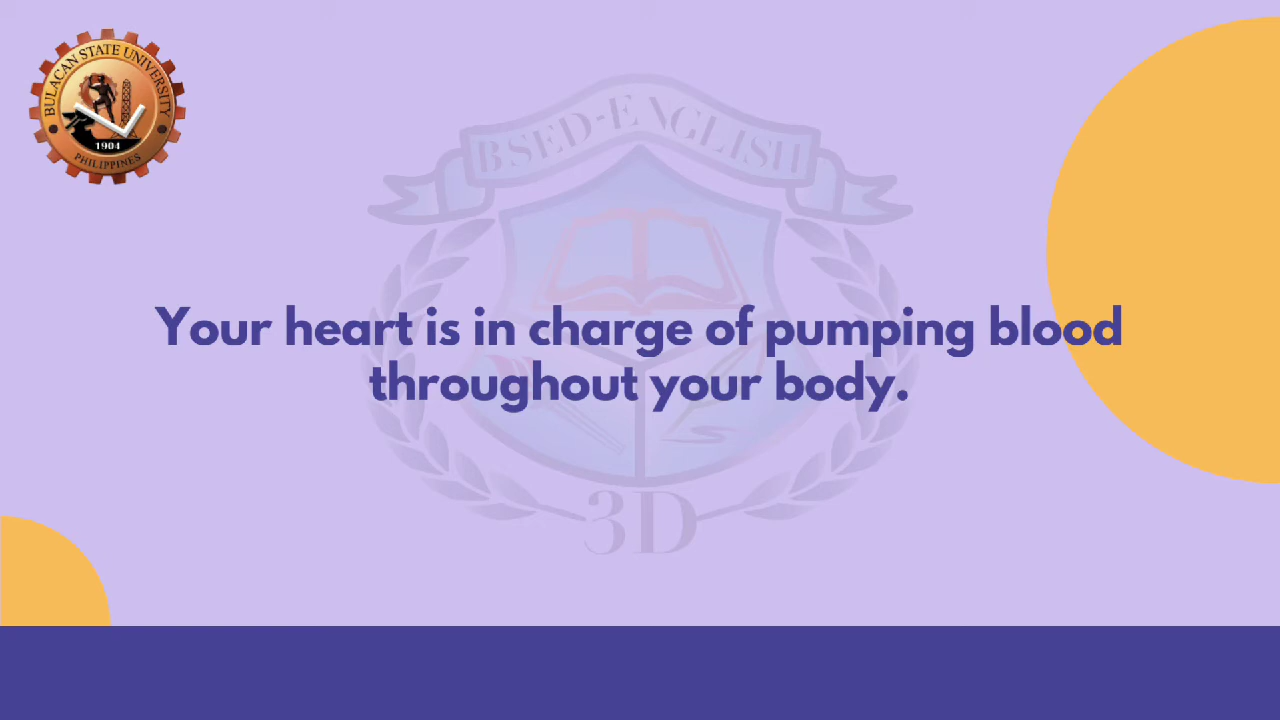 BULACAN STATE UNIVERSITY
1904
PHILIPPINES
BSED-ENGLISH
Your heart is in charge of pumping blood
throughout your body.
3D